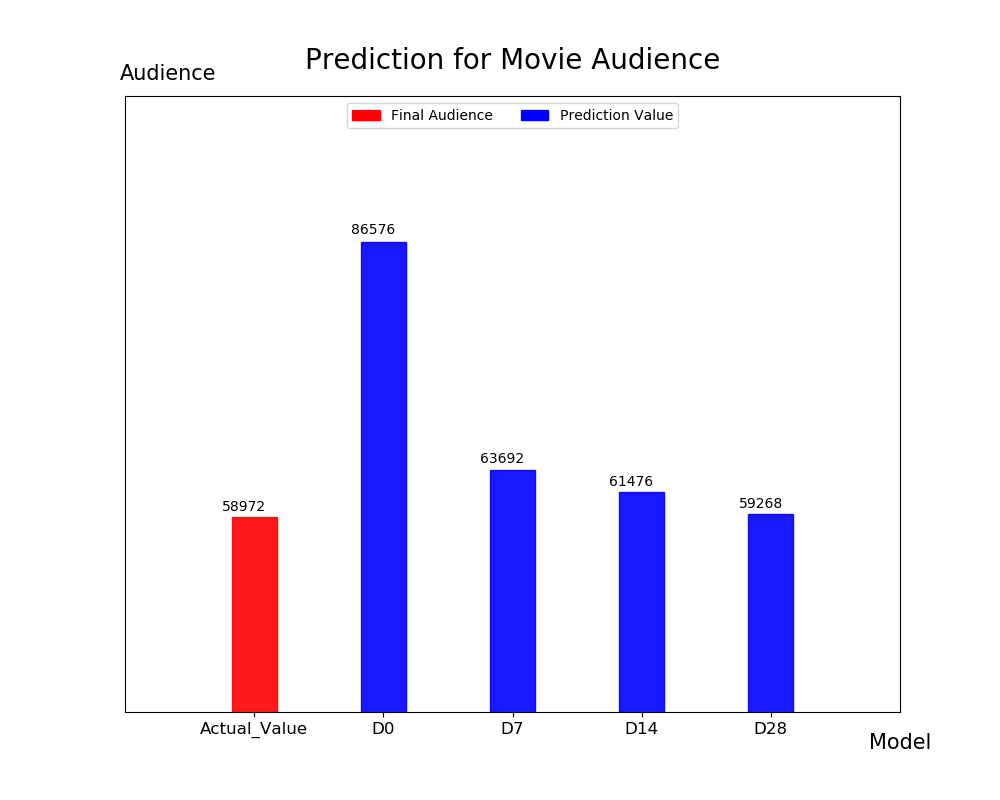 Prediction for Movie Audience
Audience
Final Audience Prediction Value
86576
63692
61476
59268
58972
Actual_Value D0 D7 D14 D28
Model